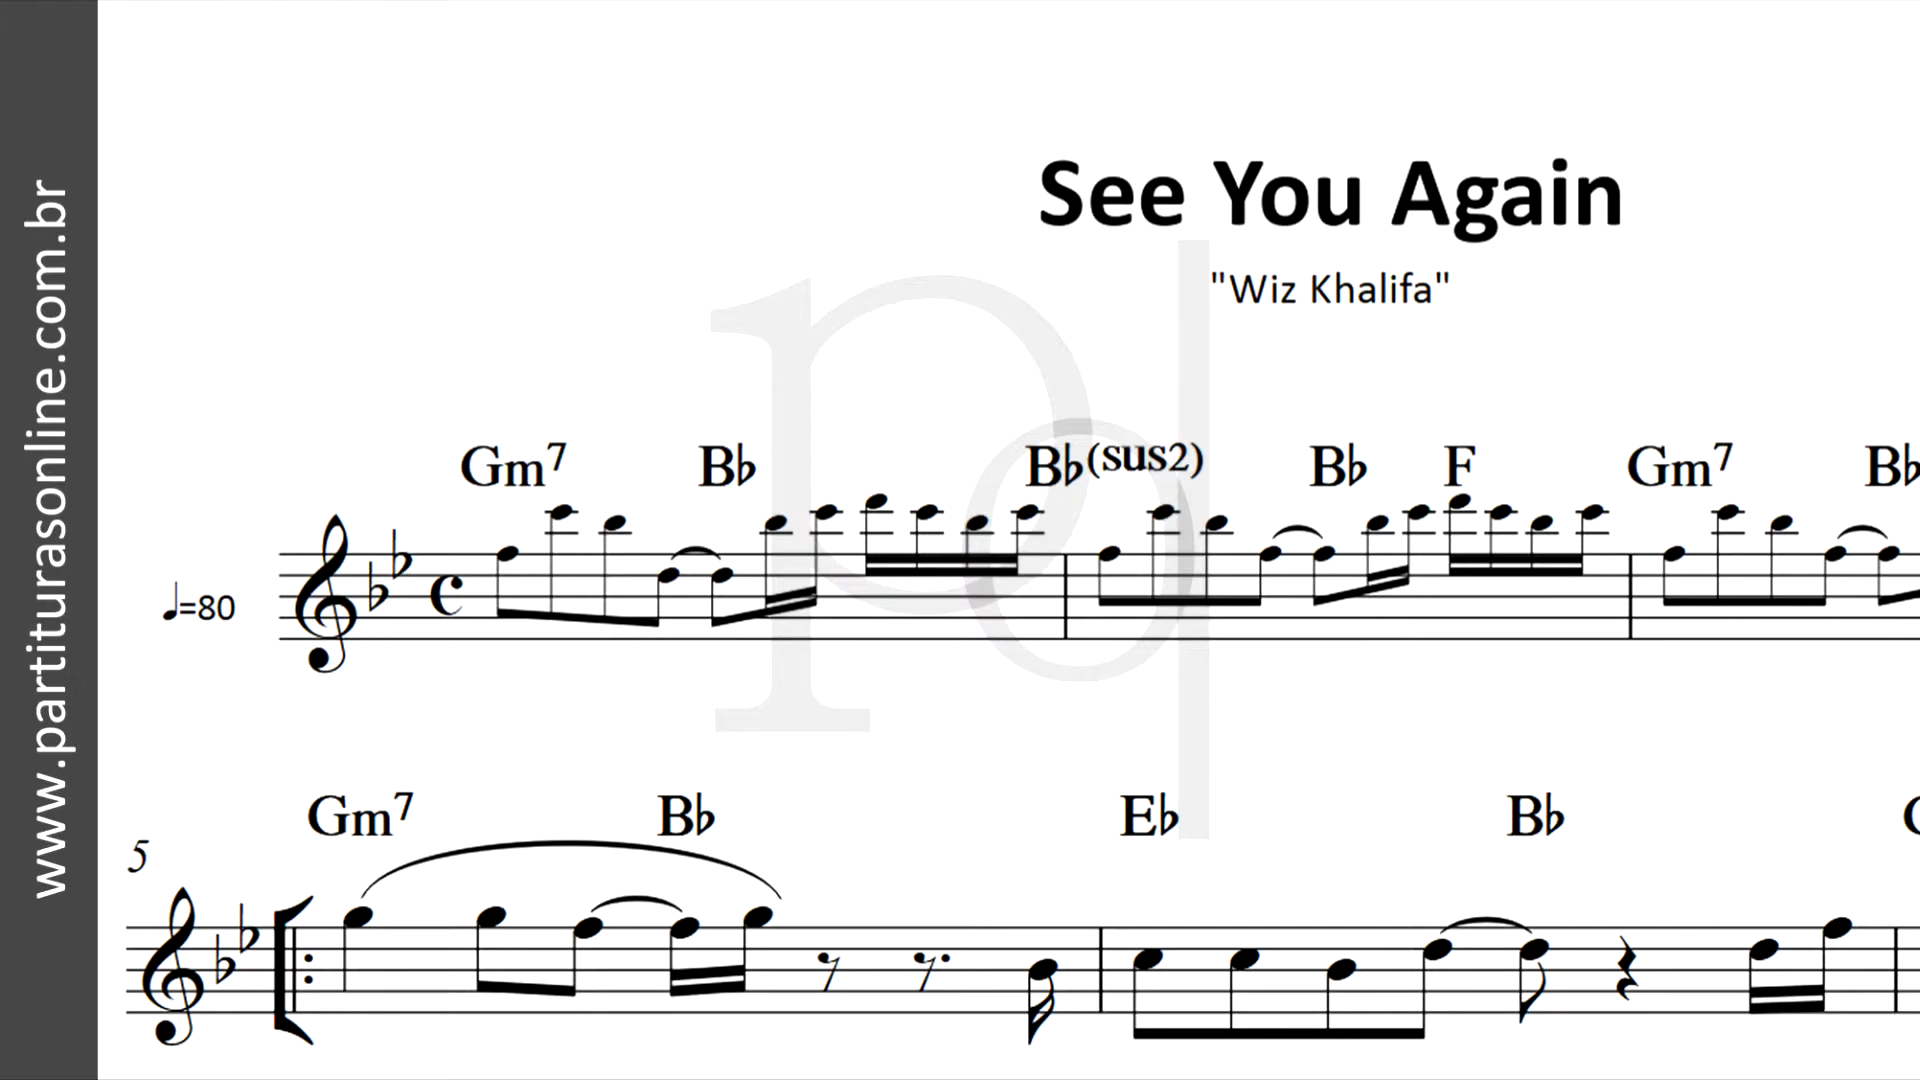 www.partiturasonline.com.br
See You Again
"Wiz Khalifa"
Gm7 B♭ B♭(sus2) B♭ F Gm7 B♭
♩=80
Gm7 B♭ E♭ B♭
5